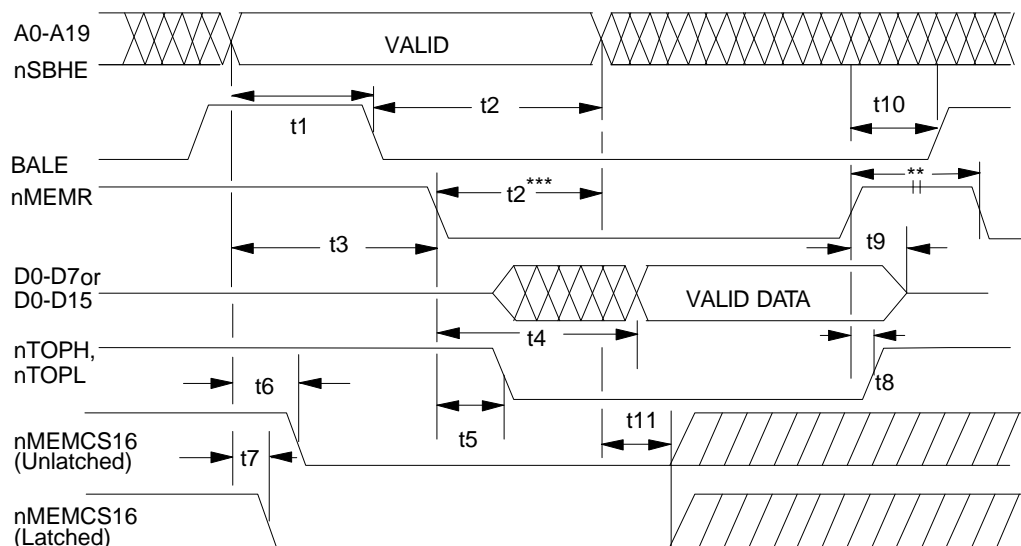 A0-A19
VALID
nSBHE
t1
t2
t10
BALE
nMEMR
t2***
**
t3
t9
D0-D7or
D0-D15
VALID DATA
t4
nTOPH,
nTOPL
t6
t8
t5
t11
nMEMCS16
(Unlatched)
t7
nMEMCS16
(Latched)